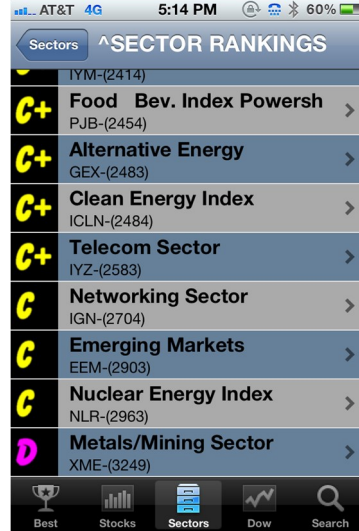 AT&T 4G 5:14 PM 60%
Sectors ^SECTOR RANKINGS
C
IYM-(2414)
C+ Food Bev. Index Powersh
PJB-(2454)
C+ Alternative Energy
GEX-(2483)
C+ Clean Energy Index
ICLN-(2484)
C+ Telecom Sector
IYZ-(2583)
C Networking Sector
IGN-(2704)
C Emerging Markets
EEM-(2903)
C Nuclear Energy Index
NLR-(2963)
D Metals/Mining Sector
XME-(3249)
Best Stocks Sectors Dow Search